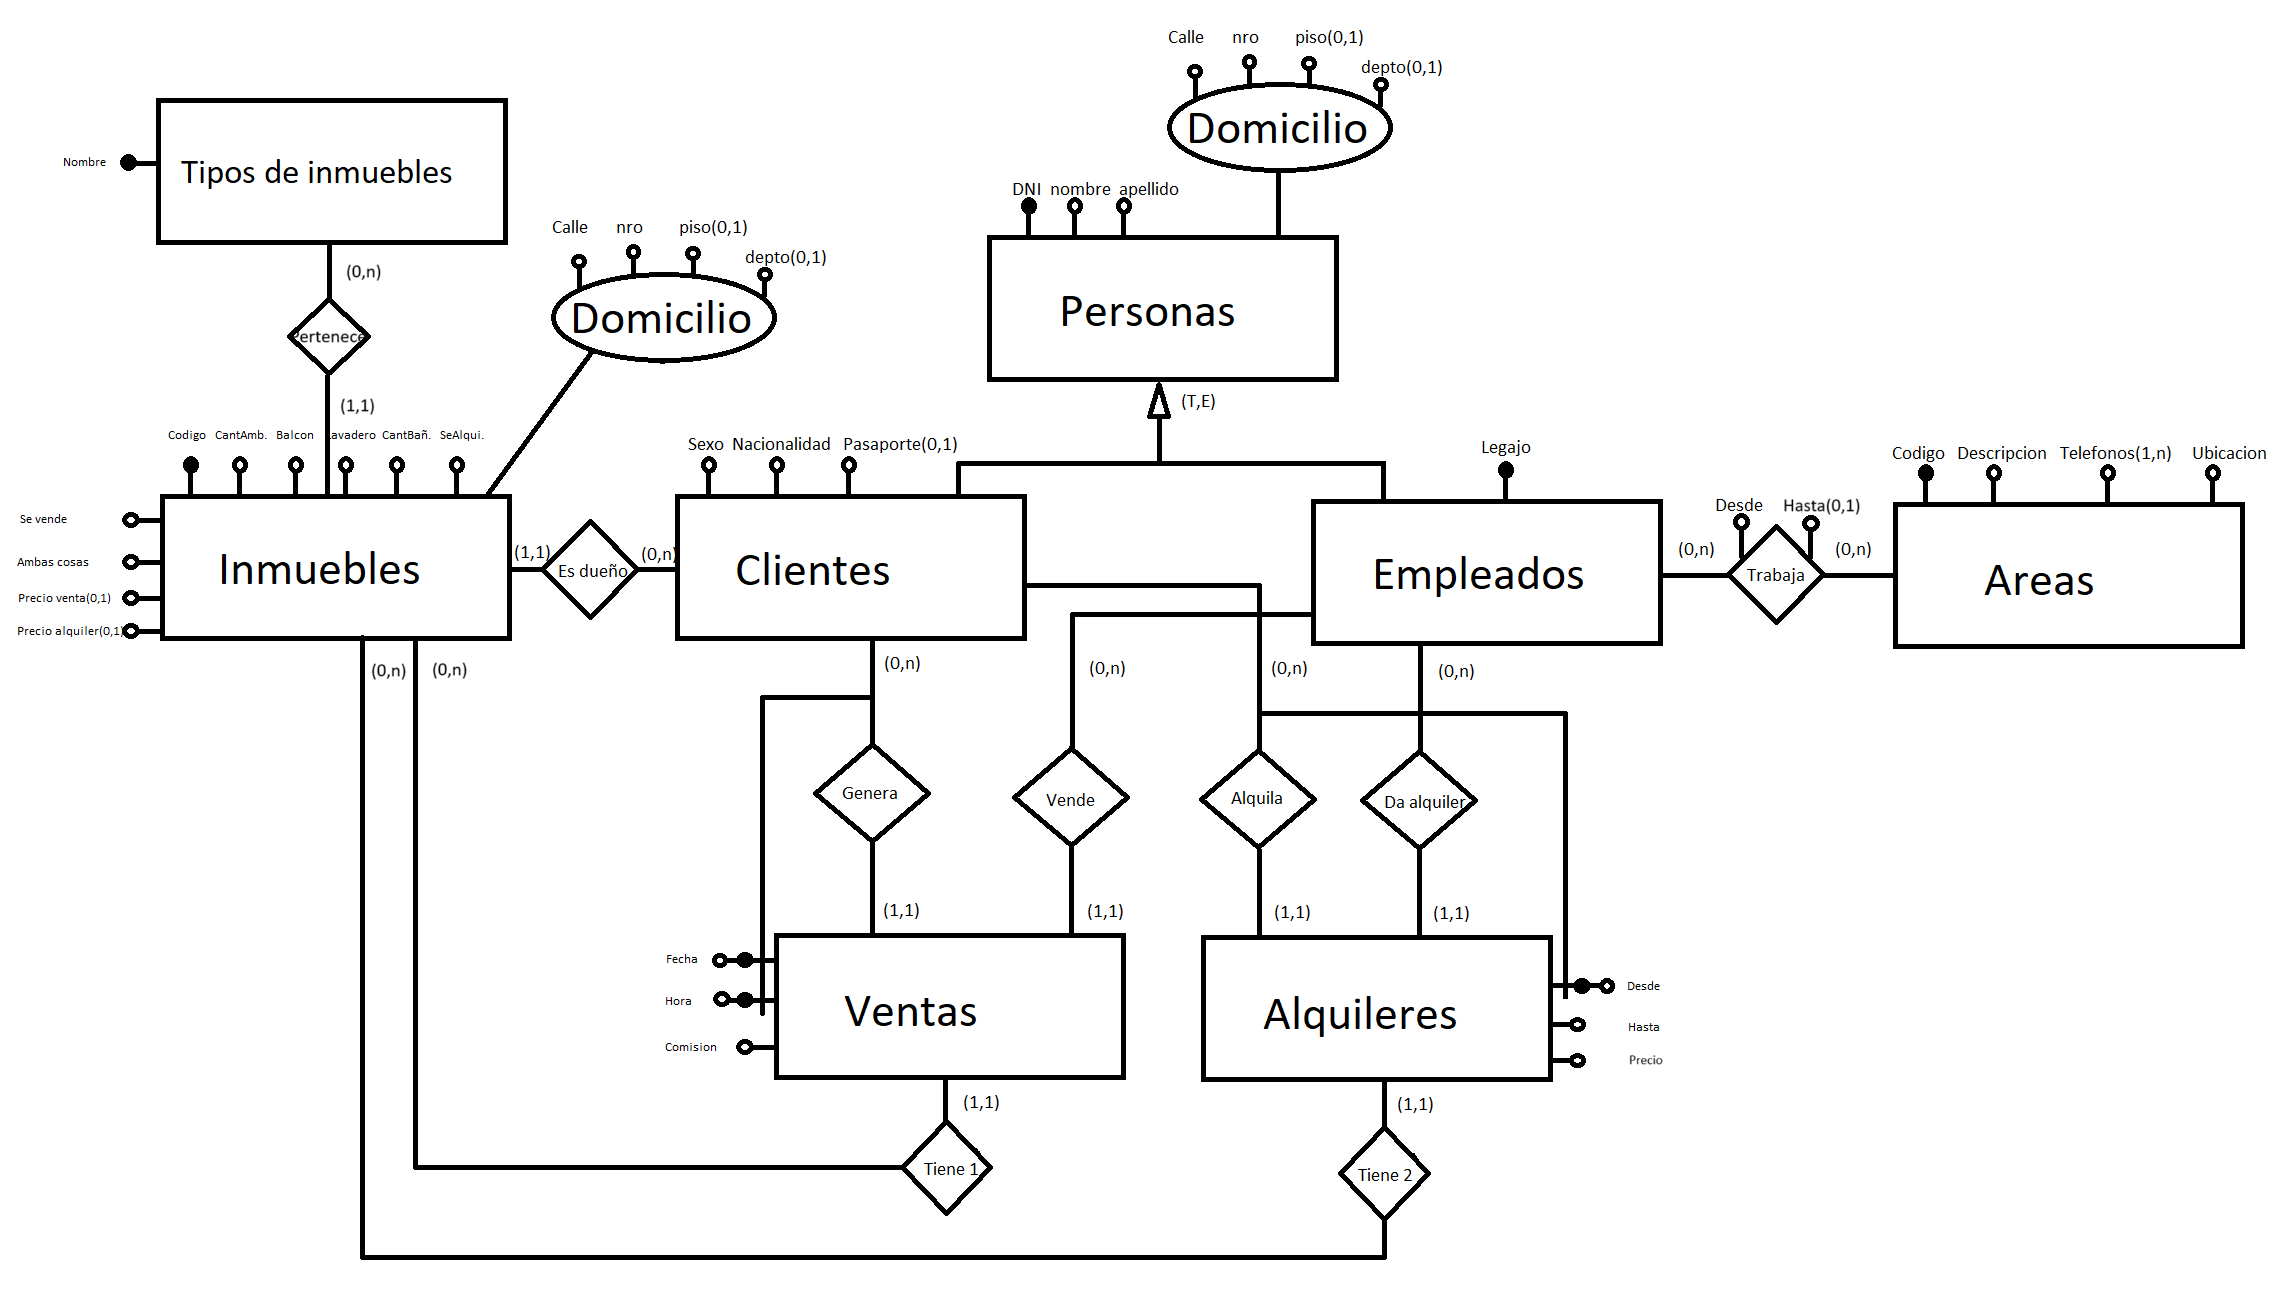 Calle nro piso(0,1)
depto(0,1)
Domicilio
Nombre
Tipos de inmuebles
DNI nombre apellido
Calle nro piso(0,1)
depto(0,1)
Domicilio
(0,n)
Personas
Pertenece
(1,1)
(T,E)
Codigo CantAmb. Balcon Lavadero CantBañ. SeAlqui.
Sexo Nacionalidad Pasaporte(0,1)
Legajo
Codigo Descripcion Telefonos(1,n) Ubicacion
Desde Hasta(0,1)
Se vende
Ambas cosas
Precio venta(0,1)
Precio alquiler(0,1)
Inmuebles
(1,1)
Es dueño
(0,n)
Clientes
Empleados
(0,n)
Trabaja
(0,n)
Areas
(0,n) (0,n)
(0,n)
(0,n)
(0,n)
(0,n)
Genera
Vende
Alquila
Da alquiler
(1,1)
(1,1)
(1,1)
(1,1)
Fecha
Hora
Comision
Ventas
Alquileres
Desde
Hasta
Precio
(1,1)
(1,1)
Tiene 1
Tiene 2